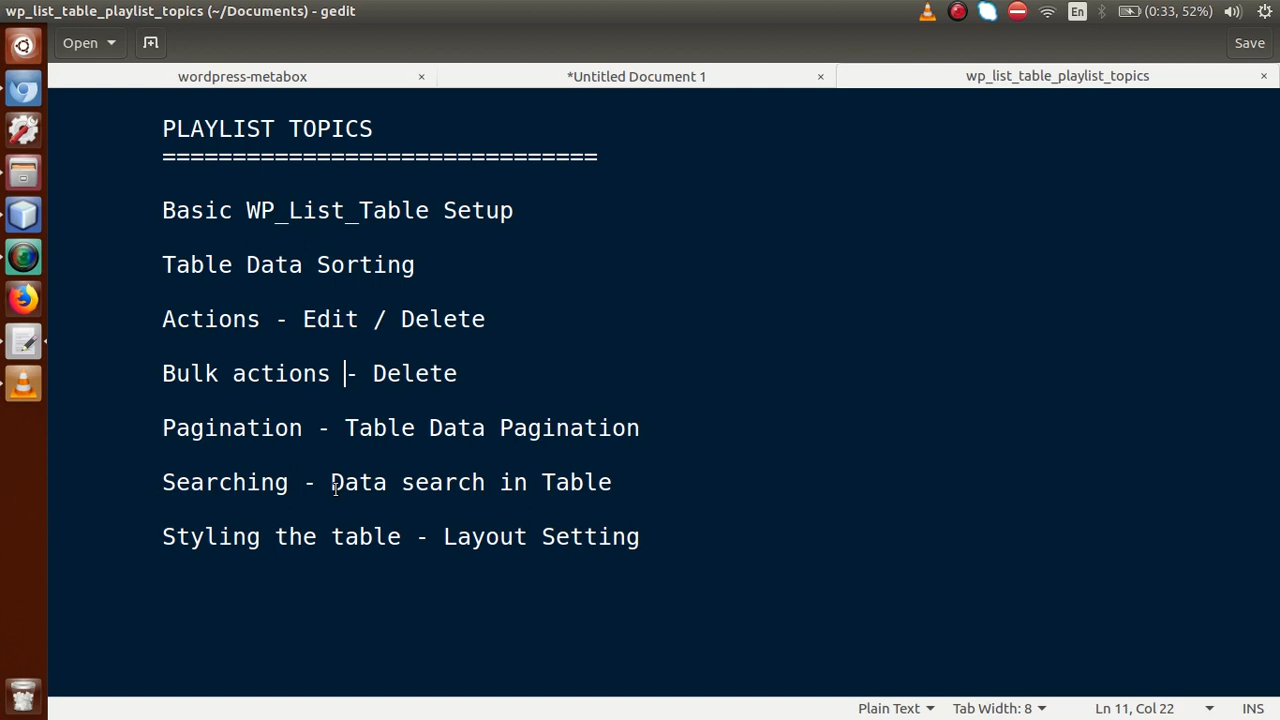 wp_list_table_playlist_topics (~/Documents) - gedit
En
(0:33, 52%)
Open
Save
wordpress-metabox
*Untitled Document 1
wp_list_table_playlist_topics
PLAYLIST TOPICS
===============================
Basic WP_List_Table Setup
Table Data Sorting
Actions - Edit / Delete
Bulk actions - Delete
Pagination - Table Data Pagination
Searching - Data search in Table
Styling the table - Layout Setting
Plain Text
Tab Width: 8
Ln 11, Col 22
INS